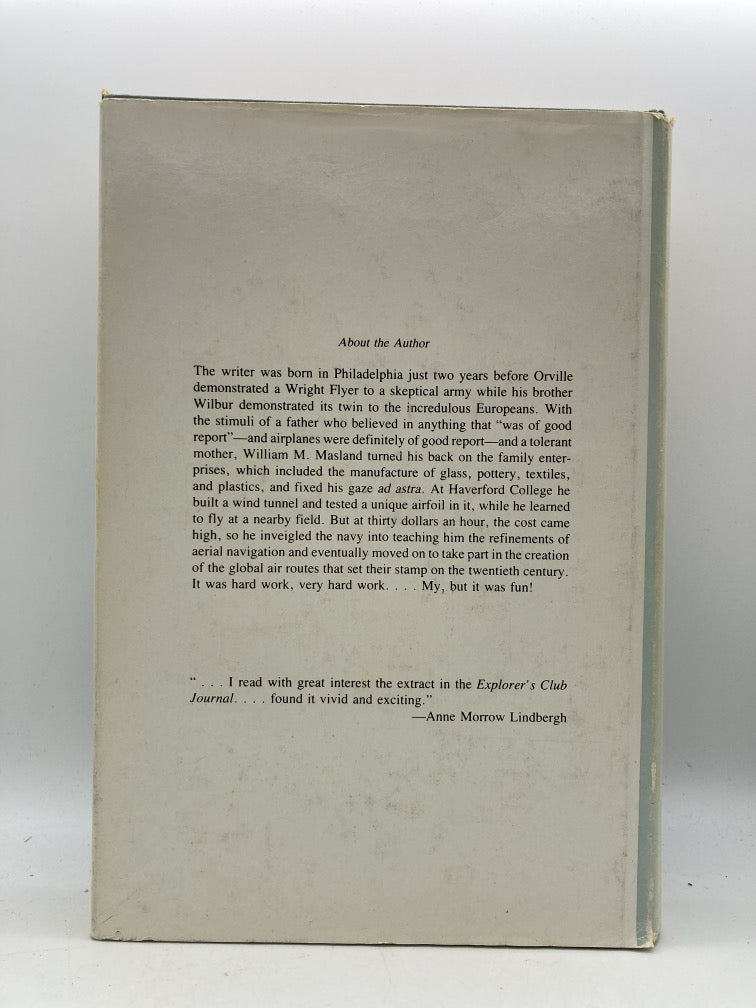 About the Author
The writer was born in Philadelphia just two years before Orville
demonstrated a Wright Flyer to a skeptical army while his brother
Wilbur demonstrated its twin to the incredulous Europeans. With
the stimuli of a father who believed in anything that “was of good
report”—and airplanes were definitely of good report—and a tolerant
mother, William M. Masland turned his back on the family enter-
prises, which included the manufacture of glass, pottery, textiles,
and plastics, and fixed his gaze ad astra. At Haverford College he
built a wind tunnel and tested a unique airfoil in it, while he learned
to fly at a nearby field. But at thirty dollars an hour, the cost came
high, so he inveigled the navy into teaching him the refinements of
aerial navigation and eventually moved on to take part in the creation
of the global air routes that set their stamp on the twentieth century.
It was hard work, very hard work. . . . My, but it was fun!
“ . . . I read with great interest the extract in the Explorer's Club
Journal. . . . found it vivid and exciting.”
—Anne Morrow Lindbergh